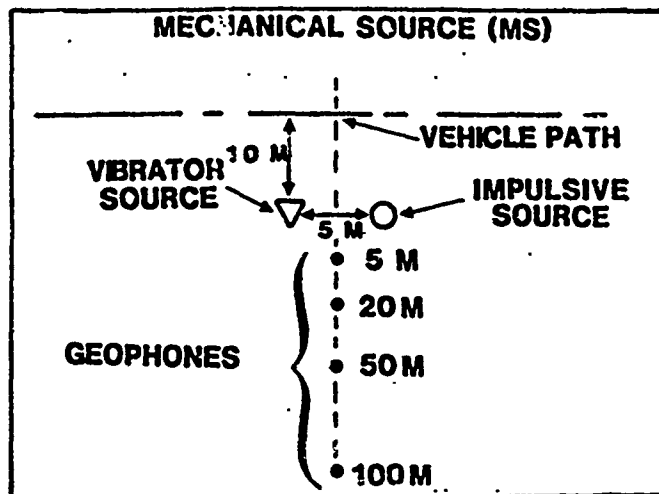 MECHANICAL SOURCE (MS)
10 M
VEHICLE PATH
VIBRATOR
SOURCE
IMPULSIVE
SOURCE
5 M
5 M
20 M
GEOPHONES
50 M
100 M